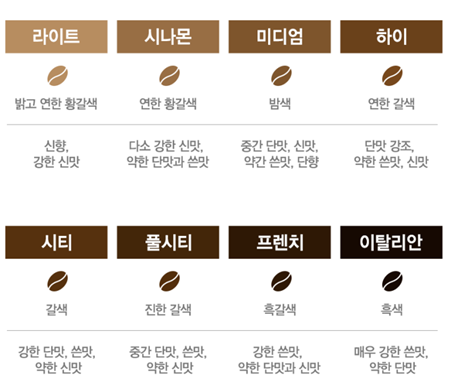 라이트 시나몬 미디엄 하이
밝고 연한 황갈색 연한 황갈색 밤색 연한 갈색
신향, 다소 강한 신맛, 중간 단맛, 신맛, 단맛 강조,
강한 신맛 약한 단맛과 쓴맛 약간 쓴맛, 단향 약한 쓴맛, 신맛
시티 풀시티 프렌치 이탈리안
갈색 진한 갈색 흑갈색 흑색
강한 단맛, 쓴맛, 중간 단맛, 쓴맛, 강한 쓴맛, 매우 강한 쓴맛,
약한 신맛 약한 신맛 약한 단맛과 신맛 약한 단맛